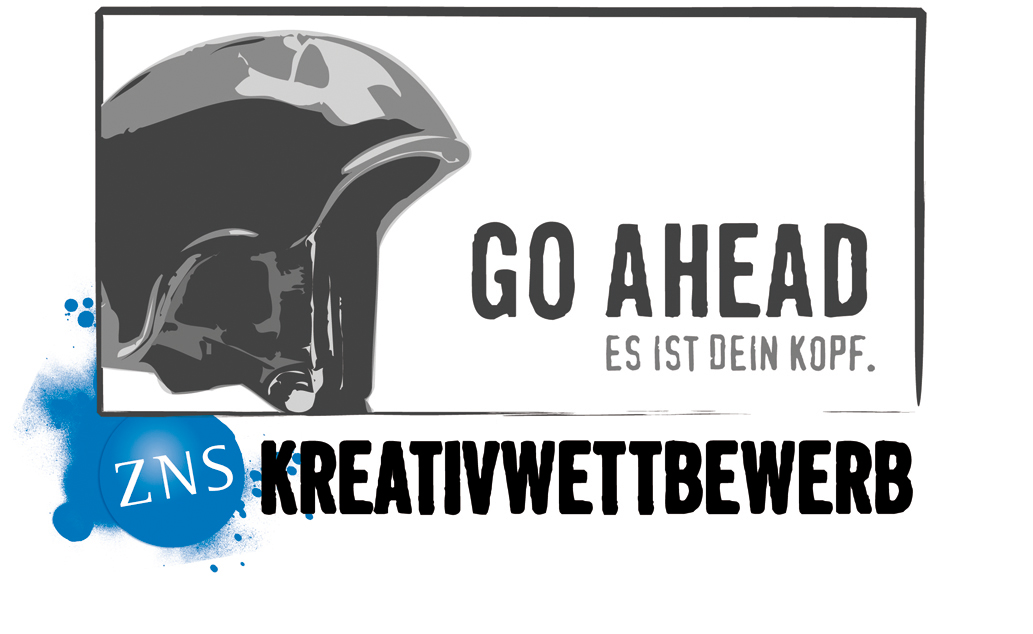 GO AHEAD
ES IST DEIN KOPF.
ZNS KREATIVWETTBEWERB